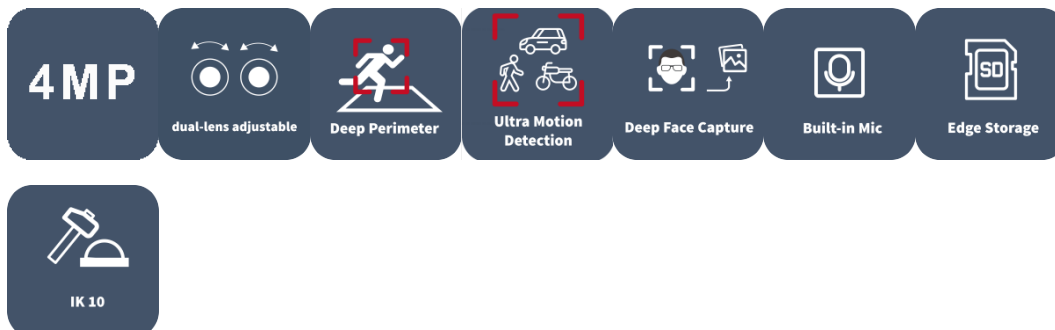 4MP
dual-lens adjustable
Deep Perimeter
Ultra Motion
Detection
Deep Face Capture
Built-in Mic
SD
Edge Storage
IK 10